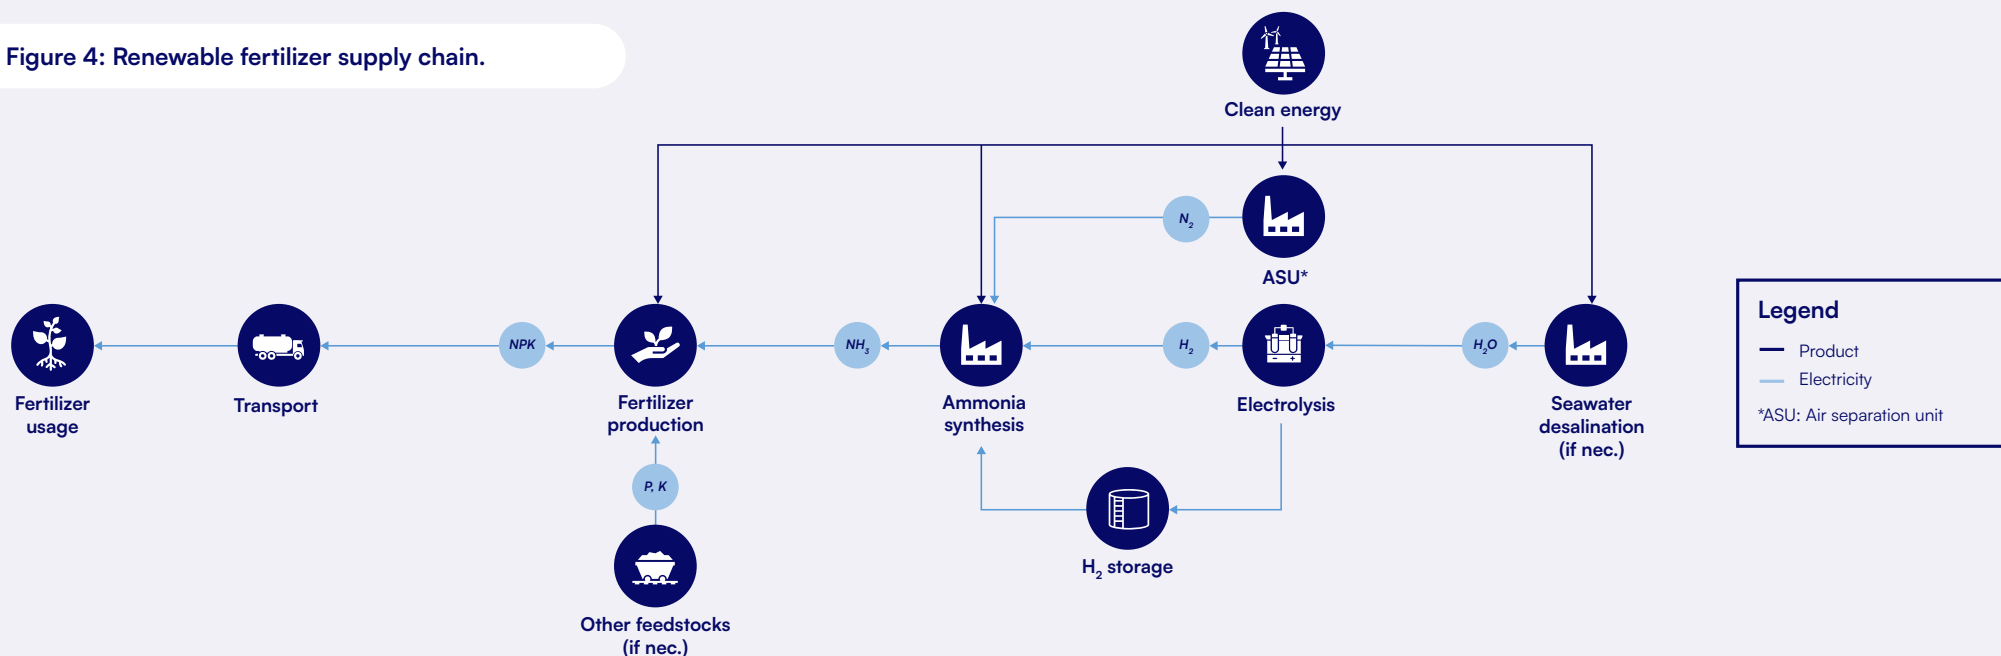 Figure 4: Renewable fertilizer supply chain.
Clean energy
N₂
ASU*
NPK
NH₃
H₂
H₂O
Fertilizer
usage
Transport
Fertilizer
production
Ammonia
synthesis
Electrolysis
Seawater
desalination
(if nec.)
P, K
H₂ storage
Other feedstocks
(if nec.)
Legend
Product
Electricity
*ASU: Air separation unit